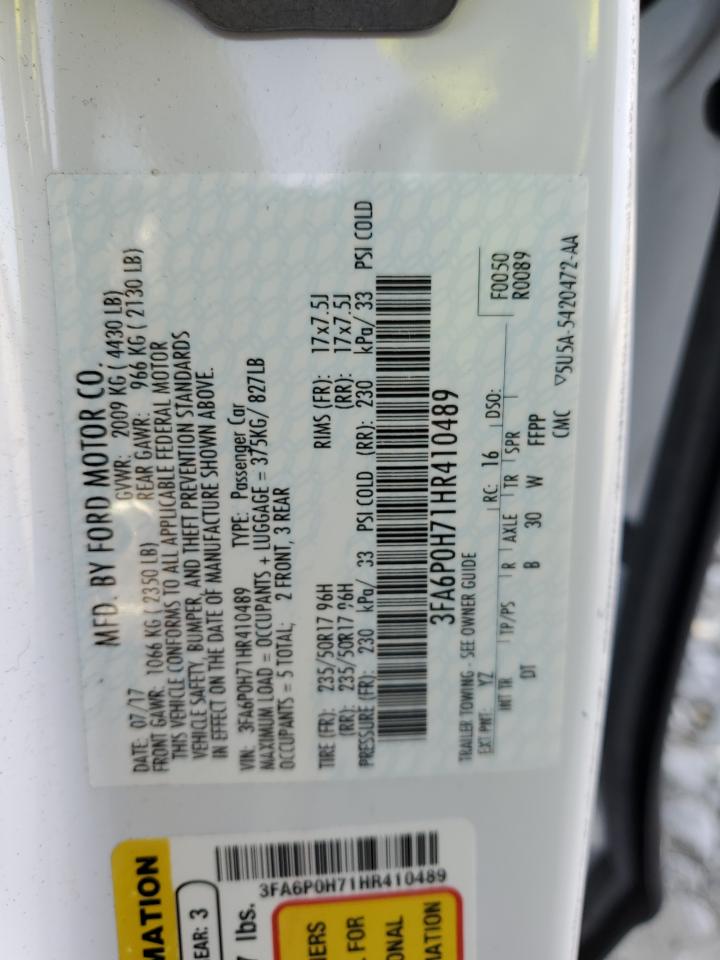 MFD. BY FORD MOTOR CO.
DATE: 07/17 GVWR: 2009 KG ( 4430 LB)
FRONT GAWR: 1066 KG ( 2350 LB) REAR GAWR: 966 KG ( 2130 LB)
THIS VEHICLE CONFORMS TO ALL APPLICABLE FEDERAL MOTOR
VEHICLE SAFETY, BUMPER, AND THEFT PREVENTION STANDARDS
IN EFFECT ON THE DATE OF MANUFACTURE SHOWN ABOVE.
VIN: 3FA6P0H71HR410489 TYPE: Passenger Car
MAXIMUM LOAD = OCCUPANTS + LUGGAGE = 375KG/ 827LB
OCCUPANTS = 5 TOTAL; 2 FRONT, 3 REAR
TIRE (FR): 235/50R17 96H RIMS (FR): 17x7.5J
(RR): 235/50R17 96H (RR): 17x7.5J
PRESSURE (FR): 230 kPa/ 33 PSI COLD (RR): 230 kPa/ 33 PSI COLD
3FA6P0H71HR410489
TRAILER TOWING - SEE OWNER GUIDE
F0050
R0089
EXT PNT: YZ RC: 16 DSO:
INT TR TP/PS R AXLE TR SPR
DT B 30 W FFPP
CMC ▽5U5A-5420472-AA
MATION
EAR: 3
7 lbs.
3FA6P0H71HR410489
ERS
FOR
ONAL
ATION